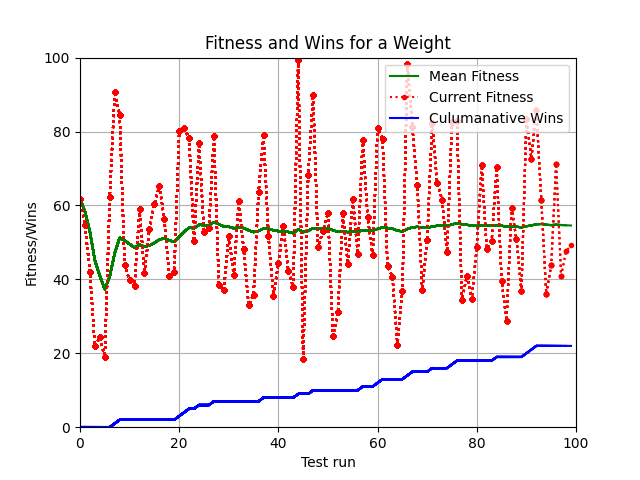 Fitness and Wins for a Weight
Mean Fitness
Current Fitness
Culumanative Wins
Fitness/Wins
100
80
60
40
20
0
0 20 40 60 80 100
Test run